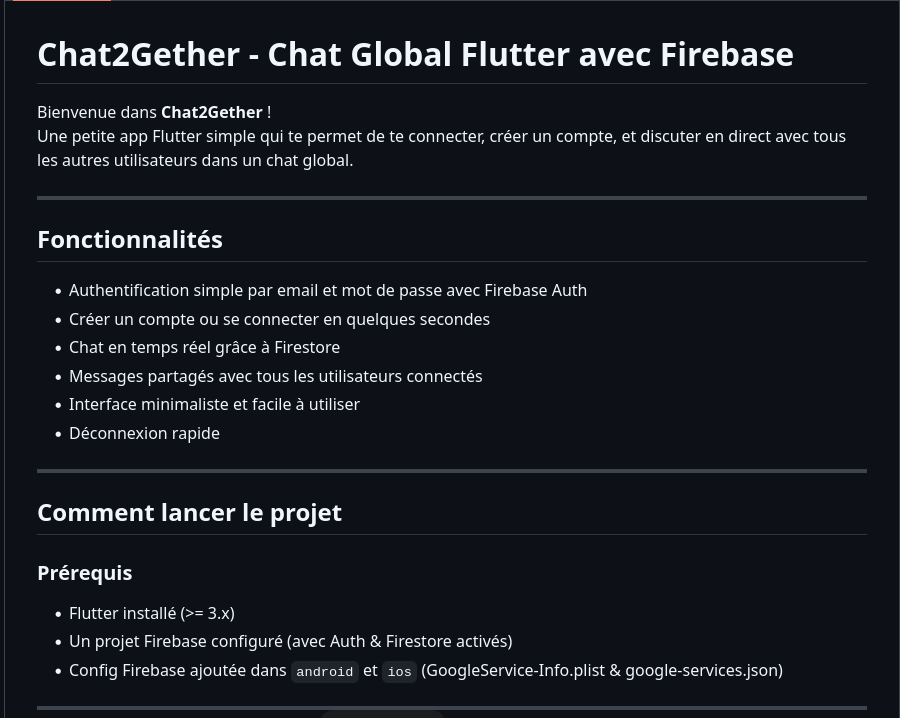 Chat2Gether - Chat Global Flutter avec Firebase
Bienvenue dans Chat2Gether !
Une petite app Flutter simple qui te permet de te connecter, créer un compte, et discuter en direct avec tous
les autres utilisateurs dans un chat global.
Fonctionnalités
• Authentification simple par email et mot de passe avec Firebase Auth
• Créer un compte ou se connecter en quelques secondes
• Chat en temps réel grâce à Firestore
• Messages partagés avec tous les utilisateurs connectés
• Interface minimaliste et facile à utiliser
• Déconnexion rapide
Comment lancer le projet
Prérequis
• Flutter installé (>= 3.x)
• Un projet Firebase configuré (avec Auth & Firestore activés)
• Config Firebase ajoutée dans android et ios (GoogleService-Info.plist & google-services.json)